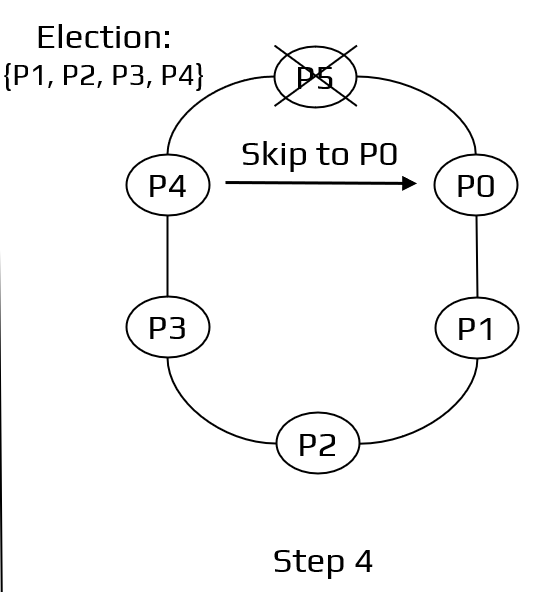 Election:
{P1, P2, P3, P4}
P5
Skip to P0
P4
P0
P3
P1
P2
Step 4